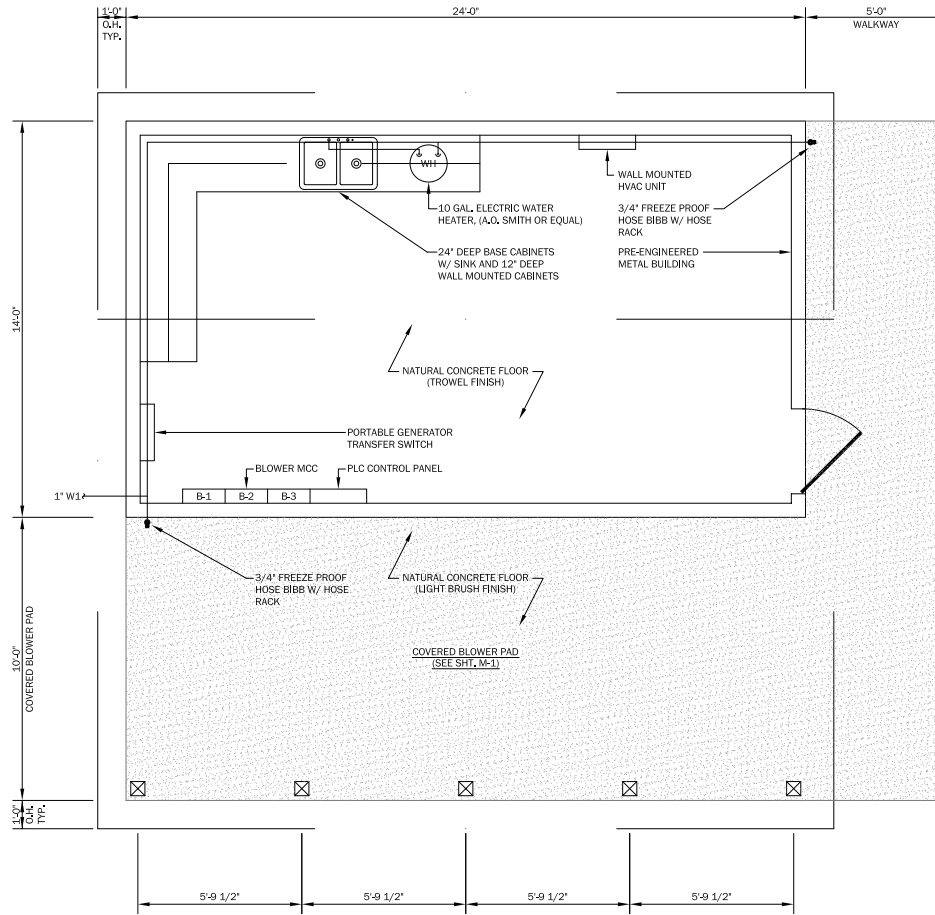 1'-0"
O.H.
TYP.
24'-0"
5'-0"
WALKWAY
14'-0"
WH
WALL MOUNTED
HVAC UNIT
10 GAL. ELECTRIC WATER
HEATER, (A.O. SMITH OR EQUAL)
3/4" FREEZE PROOF
HOSE BIBB W/ HOSE
RACK
24" DEEP BASE CABINETS
W/ SINK AND 12" DEEP
WALL MOUNTED CABINETS
PRE-ENGINEERED
METAL BUILDING
NATURAL CONCRETE FLOOR
(TROWEL FINISH)
PORTABLE GENERATOR
TRANSFER SWITCH
BLOWER MCC
PLC CONTROL PANEL
1" W1
B-1
B-2
B-3
3/4" FREEZE PROOF
HOSE BIBB W/ HOSE
RACK
NATURAL CONCRETE FLOOR
(LIGHT BRUSH FINISH)
10'-0"
COVERED BLOWER PAD
COVERED BLOWER PAD
(SEE SHT. M-1)
1'-0"
O.H.
TYP.
5'-9 1/2"
5'-9 1/2"
5'-9 1/2"
5'-9 1/2"